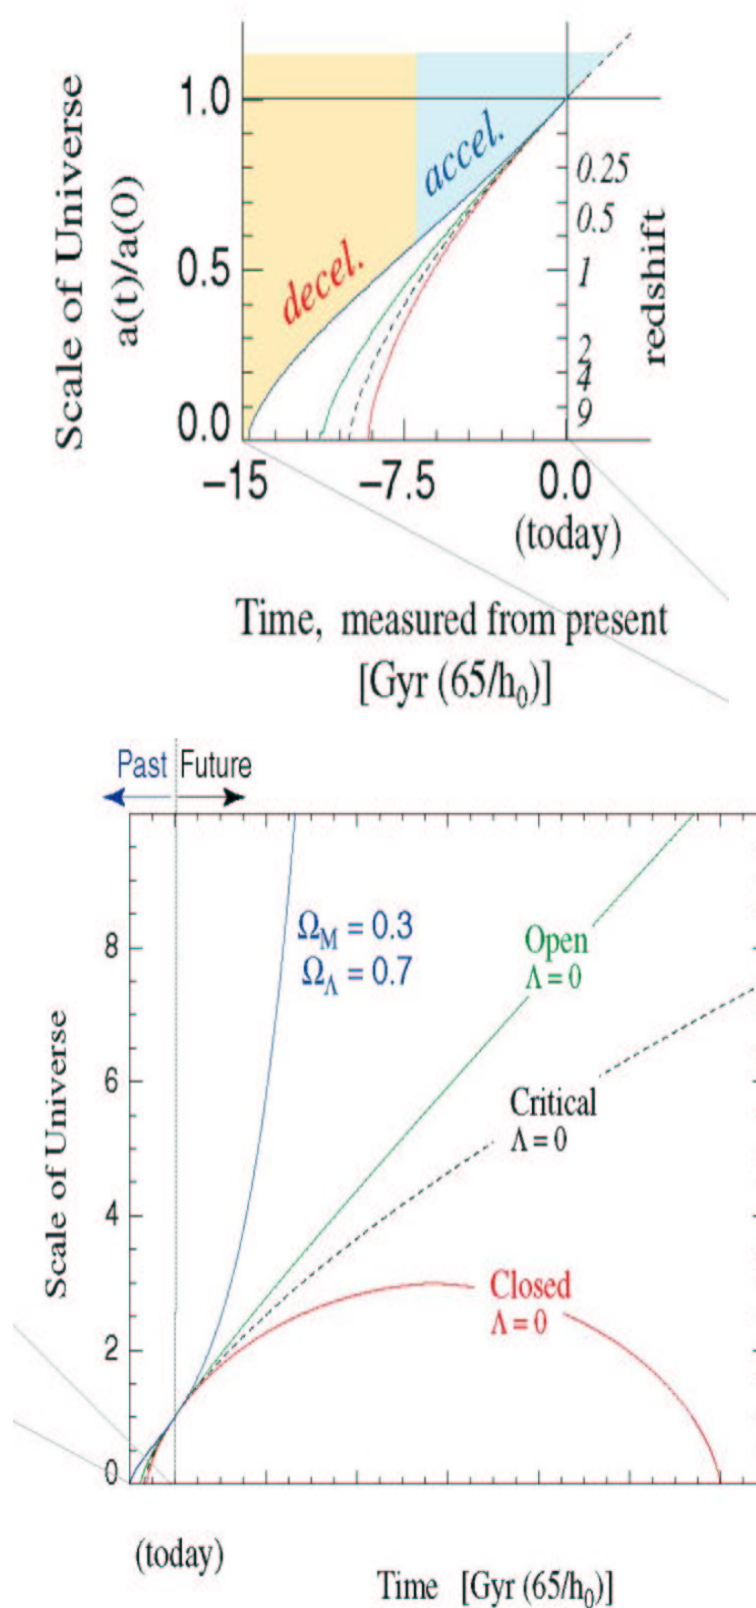 Scale of Universe
a(t)/a(0)
1.0
0.5
0.0
decel.
accel.
0.25
0.5
1
2
4
9
redshift
–15
–7.5
0.0
(today)
Time, measured from present
[Gyr (65/h₀)]
Past
Future
Scale of Universe
8
6
4
2
0
Ω_M = 0.3
Ω_Λ = 0.7
Open
Λ = 0
Critical
Λ = 0
Closed
Λ = 0
(today)
Time [Gyr (65/h₀)]